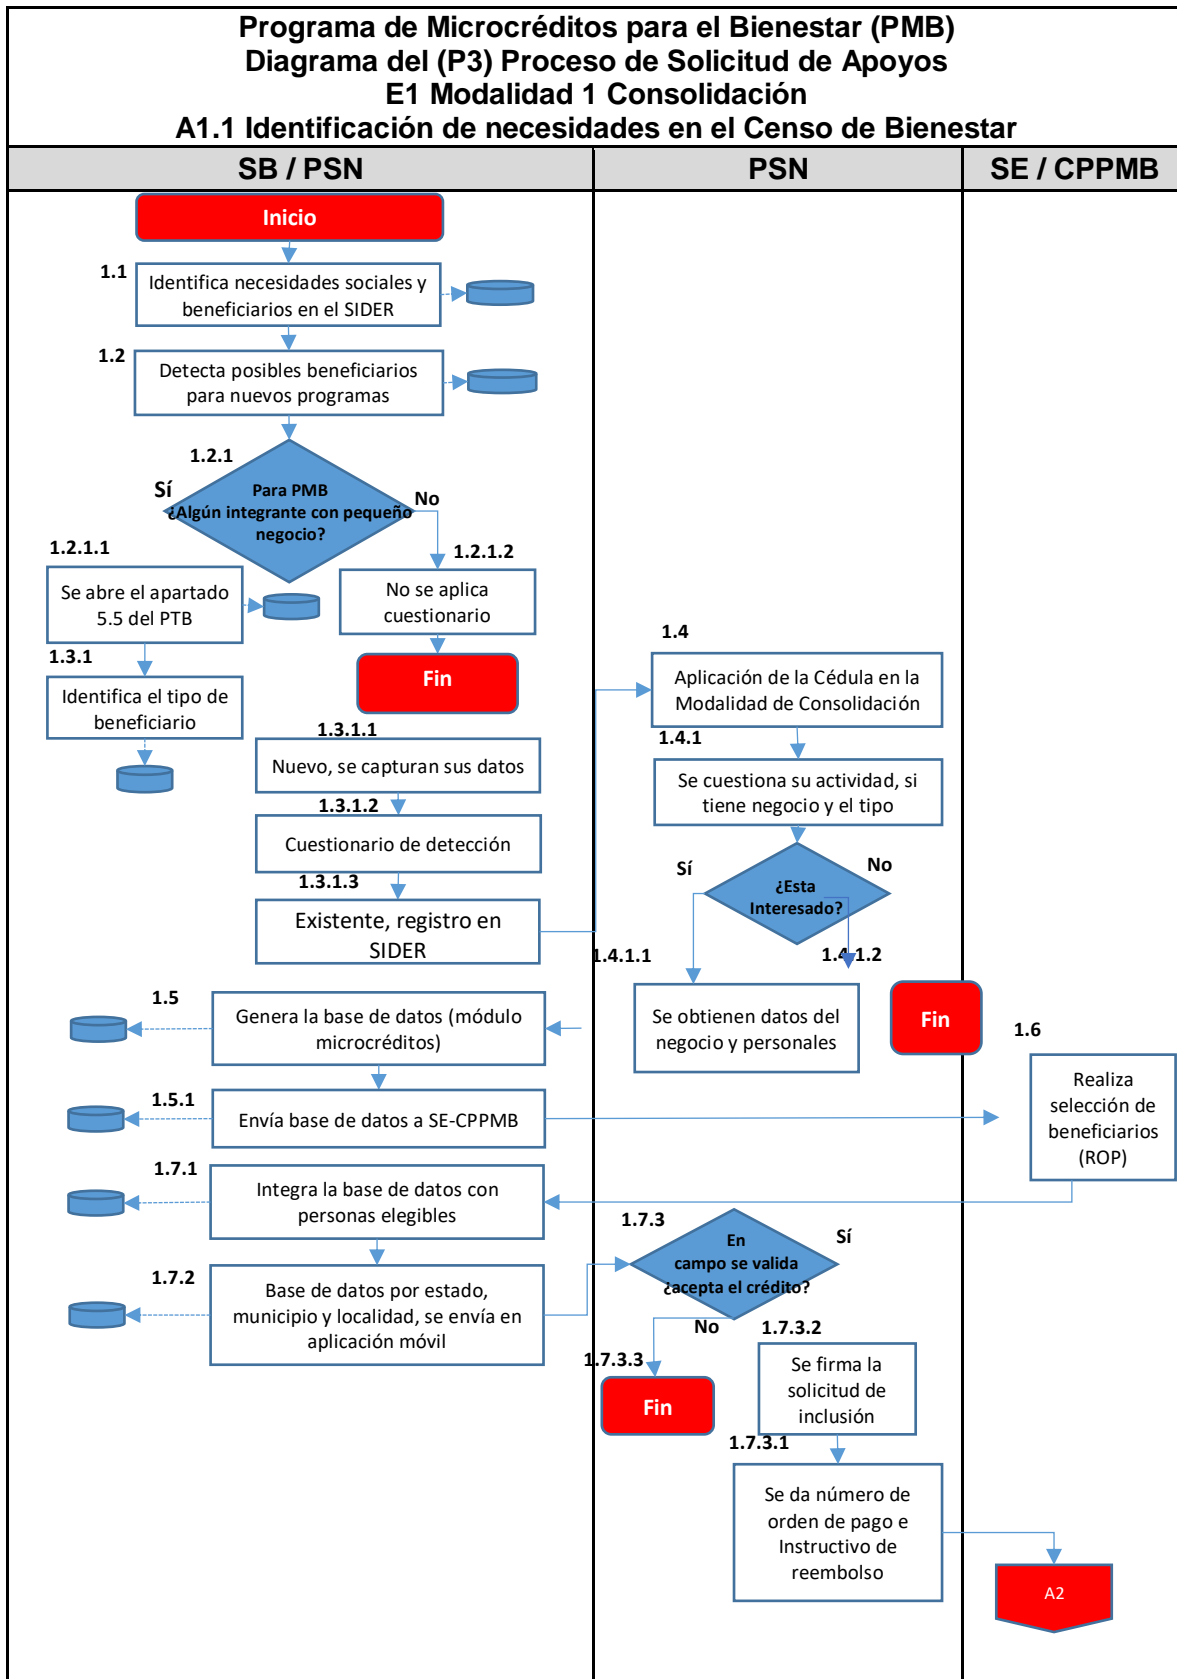 Programa de Microcréditos para el Bienestar (PMB)
Diagrama del (P3) Proceso de Solicitud de Apoyos
E1 Modalidad 1 Consolidación
A1.1 Identificación de necesidades en el Censo de Bienestar
SB / PSN
PSN
SE / CPPMB
Inicio
1.1
Identifica necesidades sociales y
beneficiarios en el SIDER
1.2
Detecta posibles beneficiarios
para nuevos programas
1.2.1
Sí
Para PMB
¿Algún integrante con pequeño
negocio?
No
1.2.1.1
Se abre el apartado
5.5 del PTB
1.2.1.2
No se aplica
cuestionario
Fin
1.3.1
Identifica el tipo de
beneficiario
1.3.1.1
Nuevo, se capturan sus datos
1.3.1.2
Cuestionario de detección
1.3.1.3
Existente, registro en
SIDER
1.4
Aplicación de la Cédula en la
Modalidad de Consolidación
1.4.1
Se cuestiona su actividad, si
tiene negocio y el tipo
Sí
No
¿Esta
Interesado?
1.4.1.1
1.4.1.2
Se obtienen datos del
negocio y personales
Fin
1.5
Genera la base de datos (módulo
microcréditos)
1.5.1
Envía base de datos a SE-CPPMB
1.6
Realiza
selección de
beneficiarios
(ROP)
1.7.1
Integra la base de datos con
personas elegibles
1.7.2
Base de datos por estado,
municipio y localidad, se envía en
aplicación móvil
1.7.3
En
campo se valida
¿acepta el crédito?
Sí
No
1.7.3.3
Fin
1.7.3.2
Se firma la
solicitud de
inclusión
1.7.3.1
Se da número de
orden de pago e
Instructivo de
reembolso
A2